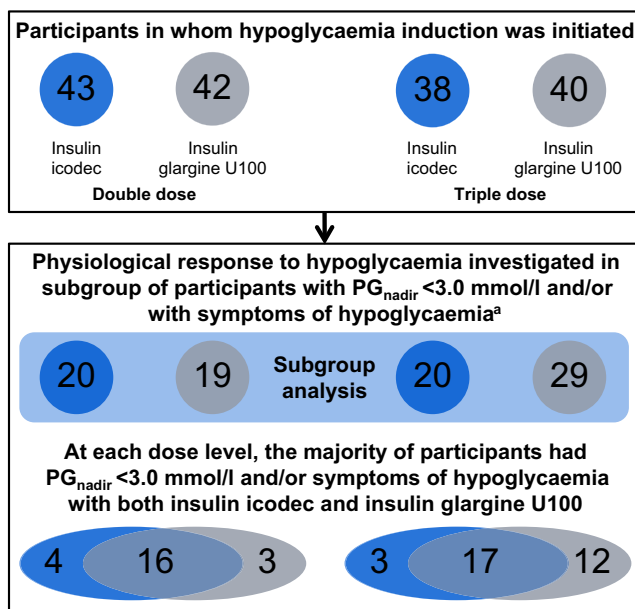 Participants in whom hypoglycaemia induction was initiated
43 42 38 40
Insulin icodec Insulin glargine U100 Insulin icodec Insulin glargine U100
Double dose Triple dose
Physiological response to hypoglycaemia investigated in
subgroup of participants with PGnadir <3.0 mmol/l and/or
with symptoms of hypoglycaemiaᵃ
20 19 Subgroup analysis 20 29
At each dose level, the majority of participants had
PGnadir <3.0 mmol/l and/or symptoms of hypoglycaemia
with both insulin icodec and insulin glargine U100
4 16 3 3 17 12